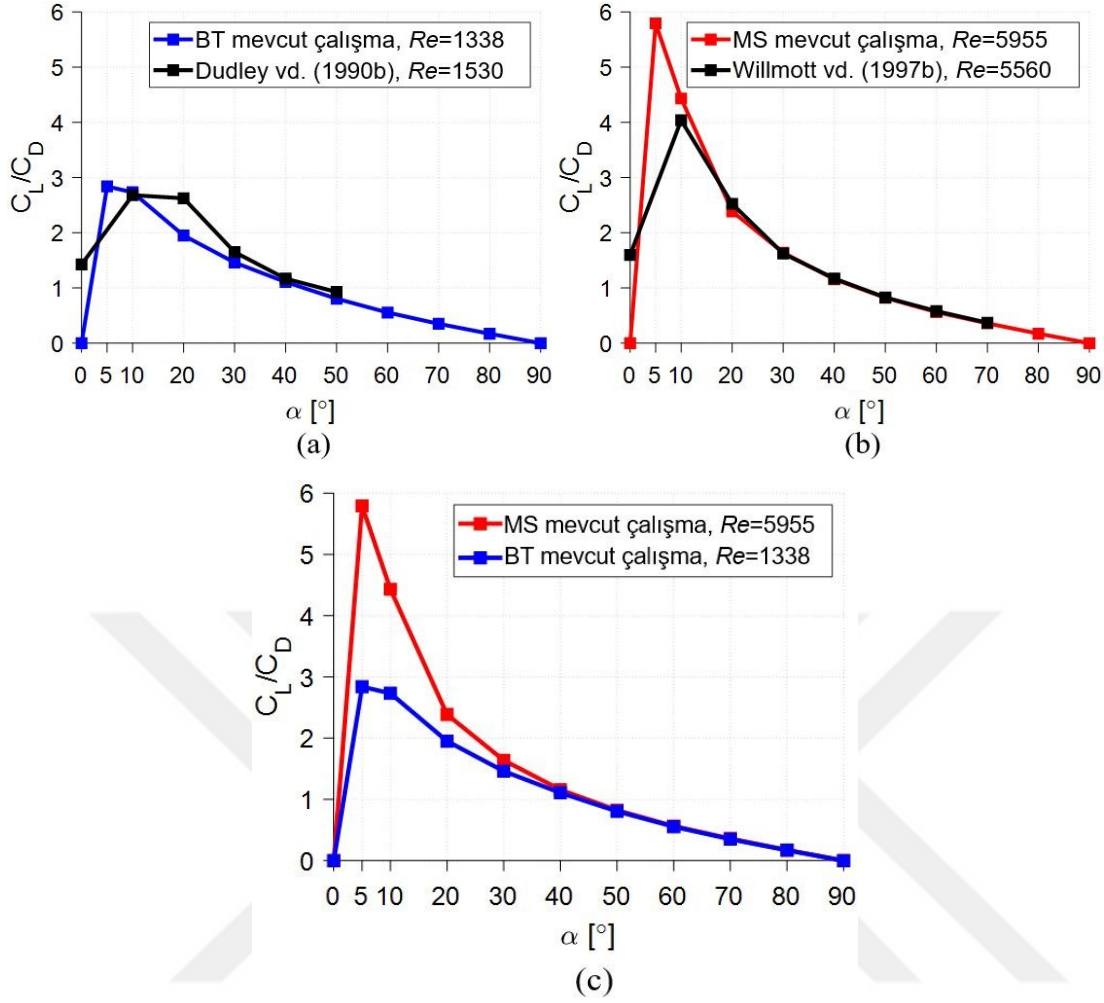 BT mevcut çalışma, Re=1338
Dudley vd. (1990b), Re=1530
6
5
4
3
2
1
0
C_L/C_D
0 5 10 20 30 40 50 60 70 80 90
α [°]
(a)
MS mevcut çalışma, Re=5955
Willmott vd. (1997b), Re=5560
6
5
4
3
2
1
0
C_L/C_D
0 5 10 20 30 40 50 60 70 80 90
α [°]
(b)
MS mevcut çalışma, Re=5955
BT mevcut çalışma, Re=1338
6
5
4
3
2
1
0
C_L/C_D
0 5 10 20 30 40 50 60 70 80 90
α [°]
(c)